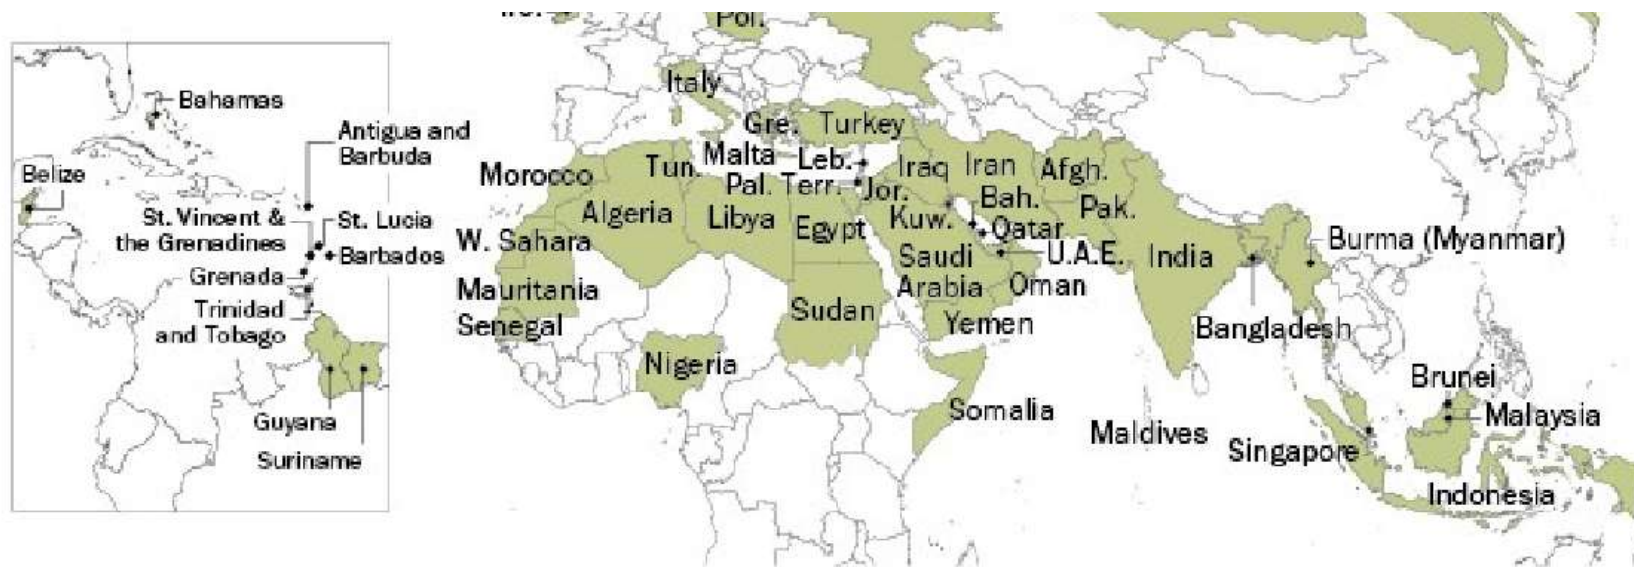 Bahamas
Antigua and
Barbuda
Belize
St. Vincent &
the Grenadines
St. Lucia
Barbados
Grenada
Trinidad
and Tobago
Guyana
Suriname
Pol.
Italy
Gre.
Turkey
Malta
Leb.
Iraq
Iran
Afgh.
Morocco
Tun.
Pal. Terr.
Jor.
Bah.
Pak.
Algeria
Libya
Egypt
Kuw.
Qatar
W. Sahara
Saudi
Arabia
U.A.E.
India
Burma (Myanmar)
Mauritania
Oman
Senegal
Sudan
Yemen
Bangladesh
Nigeria
Somalia
Brunei
Malaysia
Maldives
Singapore
Indonesia